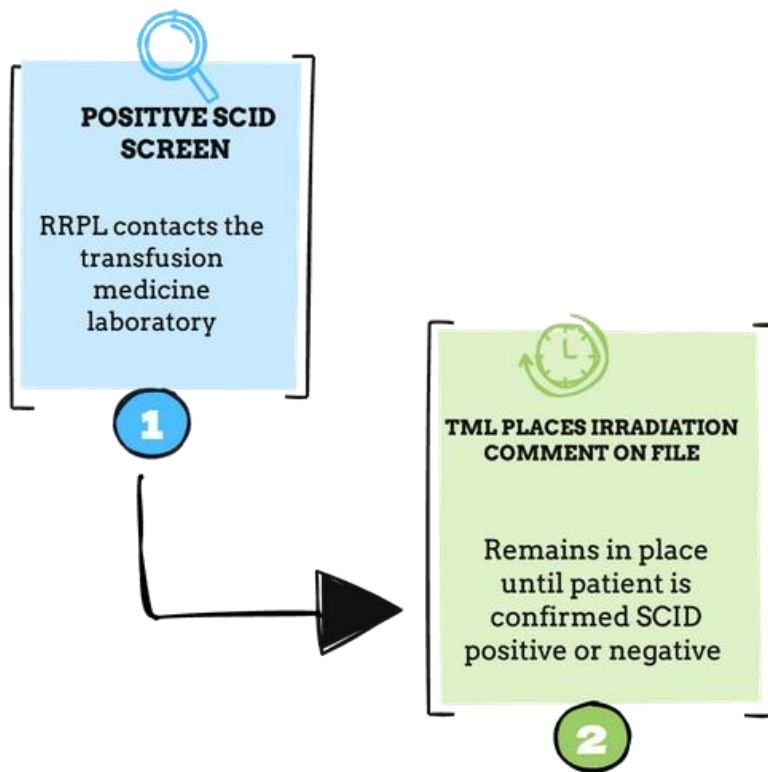 POSITIVE SCID
SCREEN
RRPL contacts the
transfusion
medicine
laboratory
1
TML PLACES IRRADIATION
COMMENT ON FILE
Remains in place
until patient is
confirmed SCID
positive or negative
2